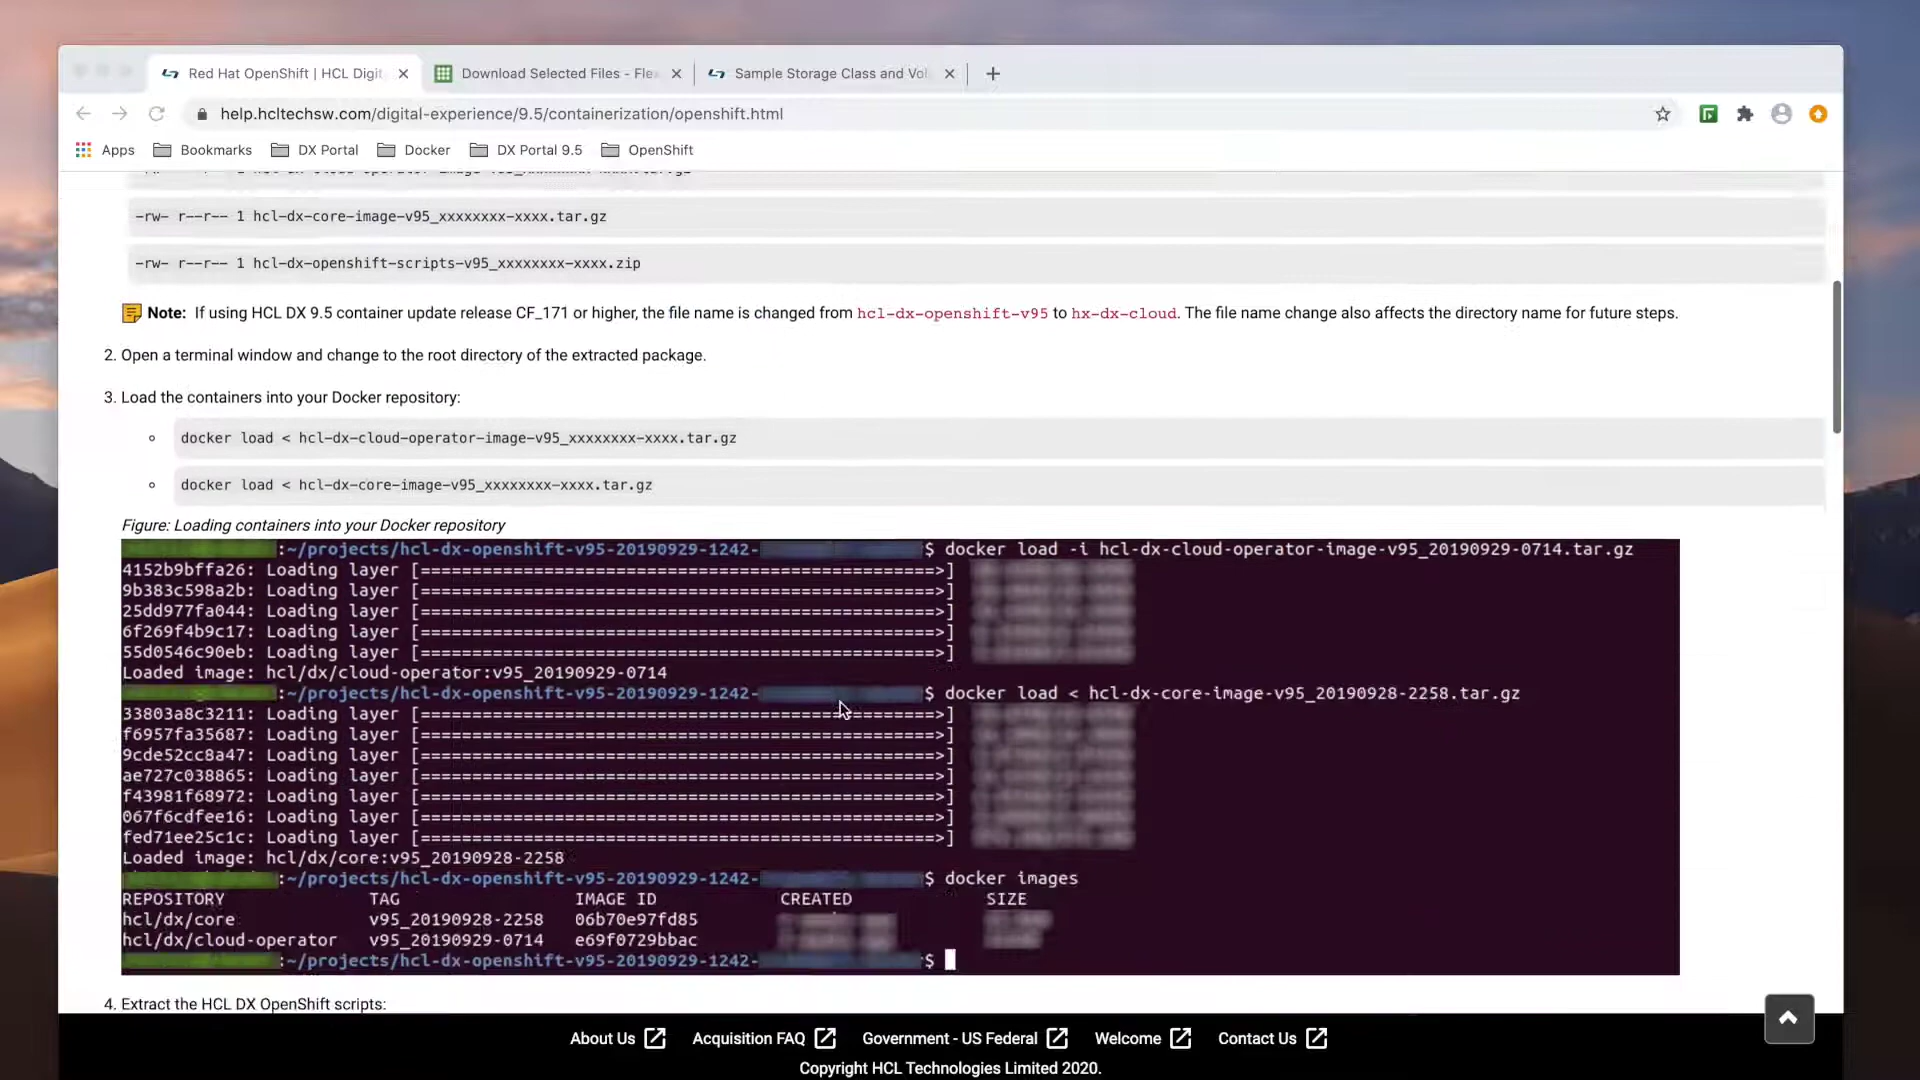 Red Hat OpenShift | HCL Digit
Download Selected Files - Fle
Sample Storage Class and Vol
help.hcltechsw.com/digital-experience/9.5/containerization/openshift.html
Apps Bookmarks DX Portal Docker DX Portal 9.5 OpenShift
-rw- r--r-- 1 hcl-dx-core-image-v95_xxxxxxxx-xxxx.tar.gz
-rw- r--r-- 1 hcl-dx-openshift-scripts-v95_xxxxxxxx-xxxx.zip
Note: If using HCL DX 9.5 container update release CF_171 or higher, the file name is changed from hcl-dx-openshift-v95 to hx-dx-cloud. The file name change also affects the directory name for future steps.
2. Open a terminal window and change to the root directory of the extracted package.
3. Load the containers into your Docker repository:
docker load < hcl-dx-cloud-operator-image-v95_xxxxxxxx-xxxx.tar.gz
docker load < hcl-dx-core-image-v95_xxxxxxxx-xxxx.tar.gz
Figure: Loading containers into your Docker repository
:~/projects/hcl-dx-openshift-v95-20190929-1242- $ docker load -i hcl-dx-cloud-operator-image-v95_20190929-0714.tar.gz
4152b9bffa26: Loading layer [==================================================>]
9b383c598a2b: Loading layer [==================================================>]
25dd977fa044: Loading layer [==================================================>]
6f269f4b9c17: Loading layer [==================================================>]
55d0546c90eb: Loading layer [==================================================>]
Loaded image: hcl/dx/cloud-operator:v95_20190929-0714
:~/projects/hcl-dx-openshift-v95-20190929-1242- $ docker load < hcl-dx-core-image-v95_20190928-2258.tar.gz
33803a8c3211: Loading layer [==================================================>]
f6957fa35687: Loading layer [==================================================>]
9cde52cc8a47: Loading layer [==================================================>]
ae727c038865: Loading layer [==================================================>]
f43981f68972: Loading layer [==================================================>]
067f6cdfee16: Loading layer [==================================================>]
fed71ee25c1c: Loading layer [==================================================>]
Loaded image: hcl/dx/core:v95_20190928-2258
:~/projects/hcl-dx-openshift-v95-20190929-1242- $ docker images
REPOSITORY TAG IMAGE ID CREATED SIZE
hcl/dx/core v95_20190928-2258 06b70e97fd85
hcl/dx/cloud-operator v95_20190929-0714 e69f0729bbac
:~/projects/hcl-dx-openshift-v95-20190929-1242- $
4. Extract the HCL DX OpenShift scripts:
About Us Acquisition FAQ Government - US Federal Welcome Contact Us
Copyright HCL Technologies Limited 2020.